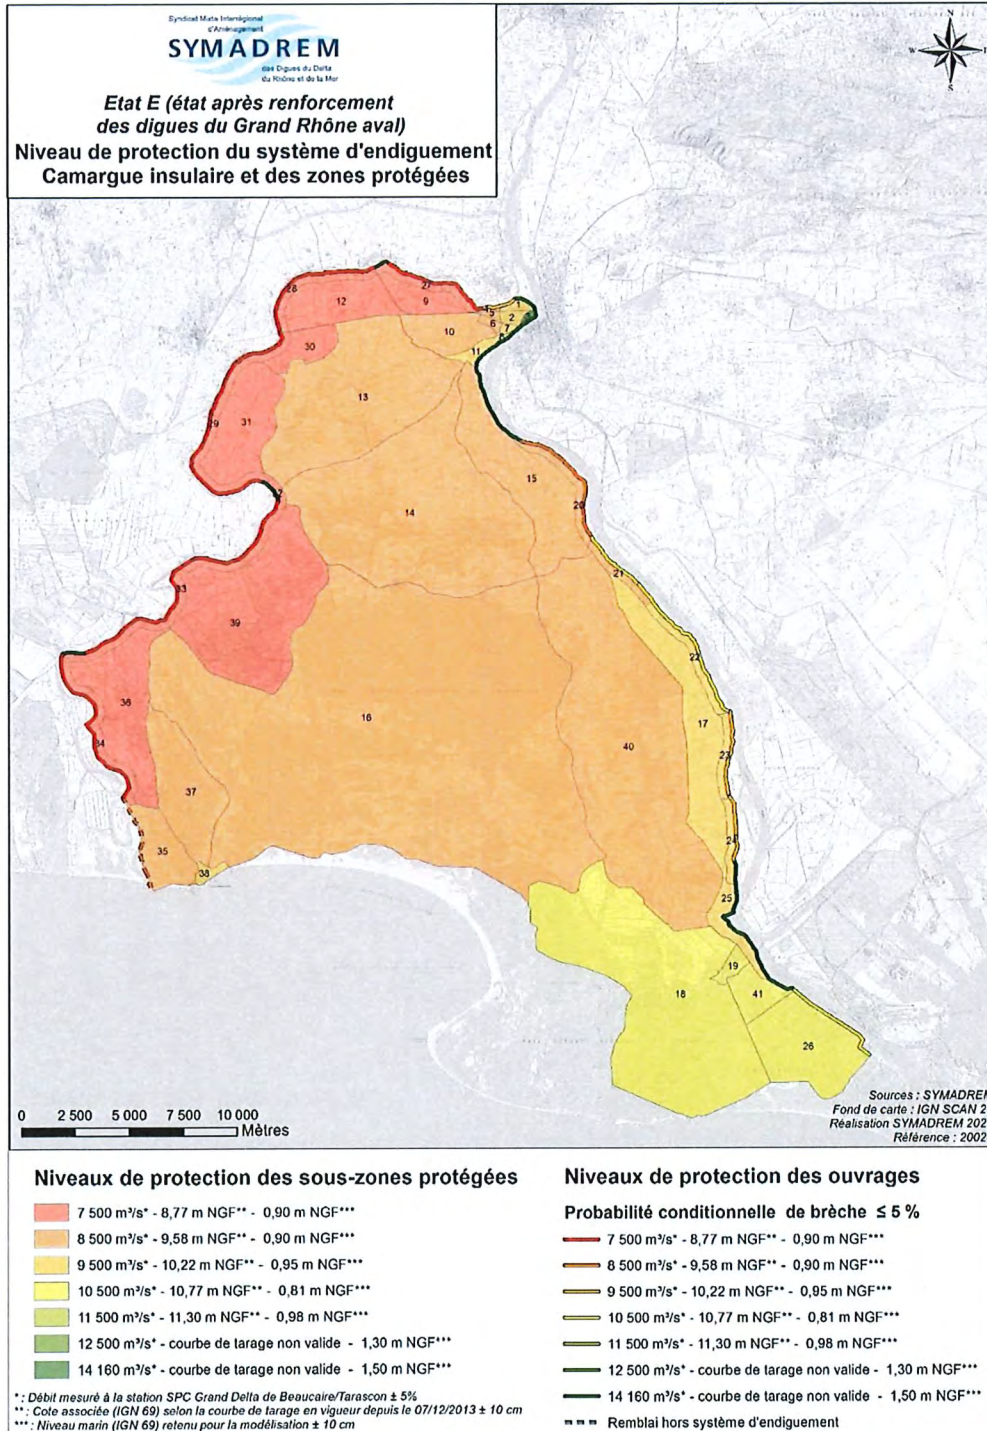 Syndicat Mixte Interrégional
d'Aménagement
SYMADREM
des Digues du Delta
du Rhône et de la Mer
Etat E (état après renforcement
des digues du Grand Rhône aval)
Niveau de protection du système d'endiguement
Camargue insulaire et des zones protégées
N
W
S
28
27
12
9
1
5
2
6
7
10
11
30
13
29
31
15
14
20
21
33
39
22
36
16
17
34
40
23
37
24
35
38
25
19
18
41
26
0 2 500 5 000 7 500 10 000
Mètres
Sources : SYMADREM
Fond de carte : IGN SCAN 2
Réalisation SYMADREM 202
Référence : 2002
Niveaux de protection des sous-zones protégées
7 500 m³/s* - 8,77 m NGF** - 0,90 m NGF***
8 500 m³/s* - 9,58 m NGF** - 0,90 m NGF***
9 500 m³/s* - 10,22 m NGF** - 0,95 m NGF***
10 500 m³/s* - 10,77 m NGF** - 0,81 m NGF***
11 500 m³/s* - 11,30 m NGF** - 0,98 m NGF***
12 500 m³/s* - courbe de tarage non valide - 1,30 m NGF***
14 160 m³/s* - courbe de tarage non valide - 1,50 m NGF***
* : Débit mesuré à la station SPC Grand Delta de Beaucaire/Tarascon ± 5%
** : Cote associée (IGN 69) selon la courbe de tarage en vigueur depuis le 07/12/2013 ± 10 cm
*** : Niveau marin (IGN 69) retenu pour la modélisation ± 10 cm
Niveaux de protection des ouvrages
Probabilité conditionnelle de brèche ≤ 5 %
7 500 m³/s* - 8,77 m NGF** - 0,90 m NGF***
8 500 m³/s* - 9,58 m NGF** - 0,90 m NGF***
9 500 m³/s* - 10,22 m NGF** - 0,95 m NGF***
10 500 m³/s* - 10,77 m NGF** - 0,81 m NGF***
11 500 m³/s* - 11,30 m NGF** - 0,98 m NGF***
12 500 m³/s* - courbe de tarage non valide - 1,30 m NGF***
14 160 m³/s* - courbe de tarage non valide - 1,50 m NGF***
Remblai hors système d'endiguement